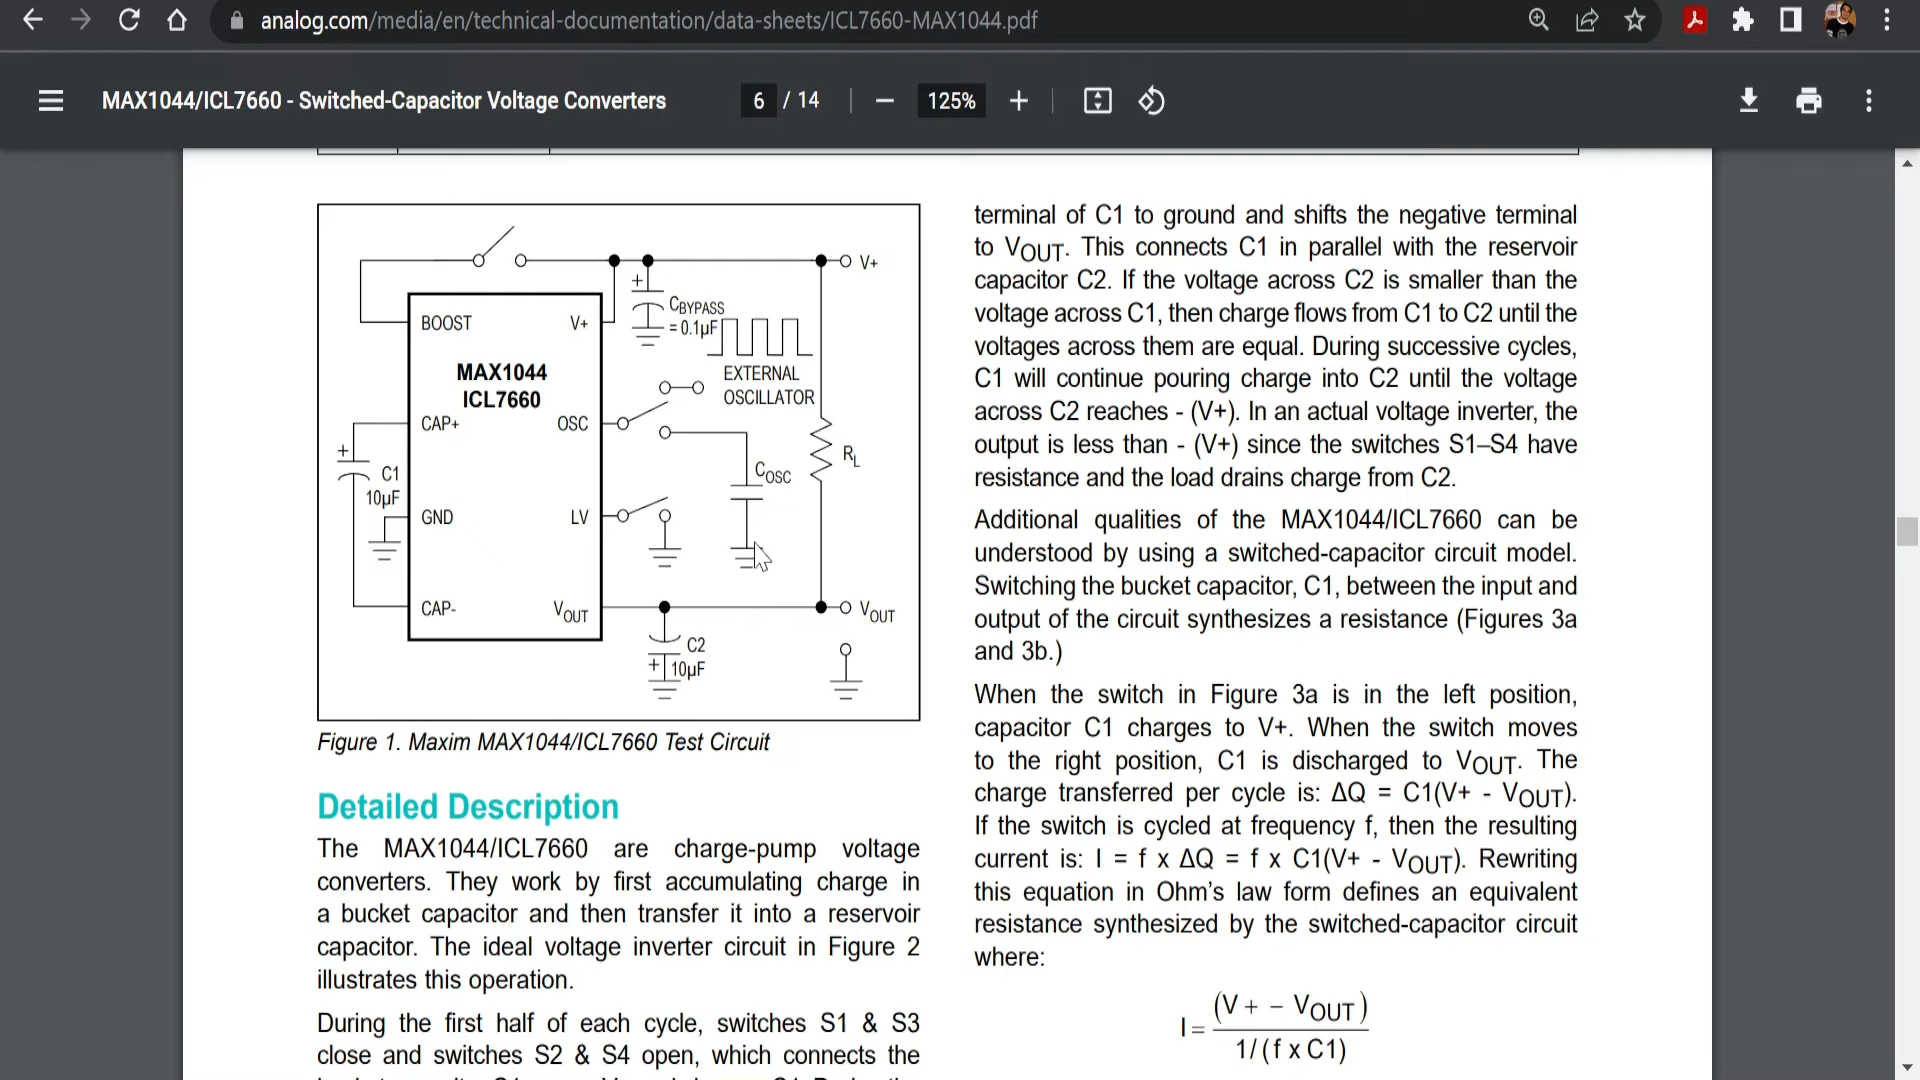 analog.com/media/en/technical-documentation/data-sheets/ICL7660-MAX1044.pdf
MAX1044/ICL7660 - Switched-Capacitor Voltage Converters
6 / 14
125%
V+
+
CBYPASS
= 0.1μF
BOOST
V+
MAX1044
ICL7660
EXTERNAL
OSCILLATOR
CAP+
OSC
+
C1
10μF
COSC
RL
GND
LV
CAP-
VOUT
VOUT
C2
+
10μF
Figure 1. Maxim MAX1044/ICL7660 Test Circuit
Detailed Description
The MAX1044/ICL7660 are charge-pump voltage
converters. They work by first accumulating charge in
a bucket capacitor and then transfer it into a reservoir
capacitor. The ideal voltage inverter circuit in Figure 2
illustrates this operation.
During the first half of each cycle, switches S1 & S3
close and switches S2 & S4 open, which connects the
terminal of C1 to ground and shifts the negative terminal
to VOUT. This connects C1 in parallel with the reservoir
capacitor C2. If the voltage across C2 is smaller than the
voltage across C1, then charge flows from C1 to C2 until the
voltages across them are equal. During successive cycles,
C1 will continue pouring charge into C2 until the voltage
across C2 reaches - (V+). In an actual voltage inverter, the
output is less than - (V+) since the switches S1–S4 have
resistance and the load drains charge from C2.
Additional qualities of the MAX1044/ICL7660 can be
understood by using a switched-capacitor circuit model.
Switching the bucket capacitor, C1, between the input and
output of the circuit synthesizes a resistance (Figures 3a
and 3b.)
When the switch in Figure 3a is in the left position,
capacitor C1 charges to V+. When the switch moves
to the right position, C1 is discharged to VOUT. The
charge transferred per cycle is: ΔQ = C1(V+ - VOUT).
If the switch is cycled at frequency f, then the resulting
current is: I = f x ΔQ = f x C1(V+ - VOUT). Rewriting
this equation in Ohm's law form defines an equivalent
resistance synthesized by the switched-capacitor circuit
where:
(V + − VOUT)
I =
1/ (f x C1)